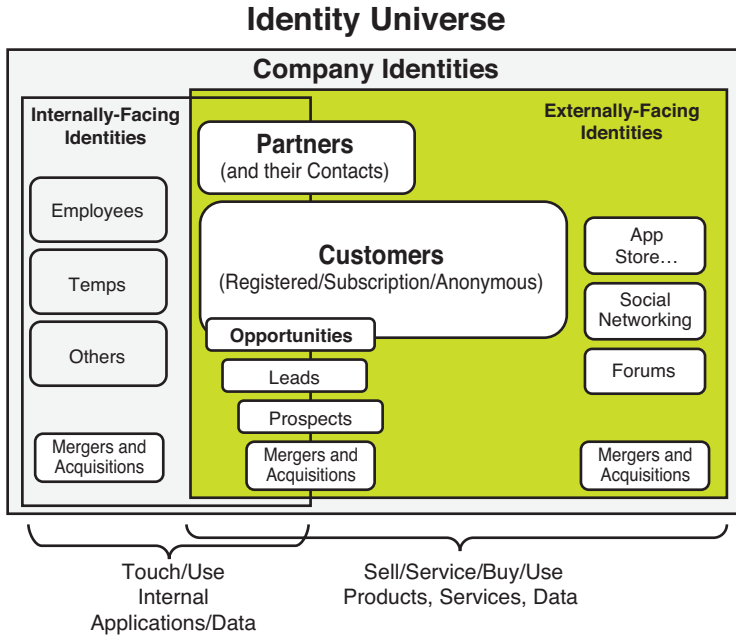 Identity Universe
Company Identities
Internally-Facing
Identities
Externally-Facing
Identities
Partners
(and their Contacts)
Employees
Temps
Others
Mergers and
Acquisitions
Customers
(Registered/Subscription/Anonymous)
Opportunities
Leads
Prospects
Mergers and
Acquisitions
App
Store…
Social
Networking
Forums
Mergers and
Acquisitions
Touch/Use
Internal
Applications/Data
Sell/Service/Buy/Use
Products, Services, Data